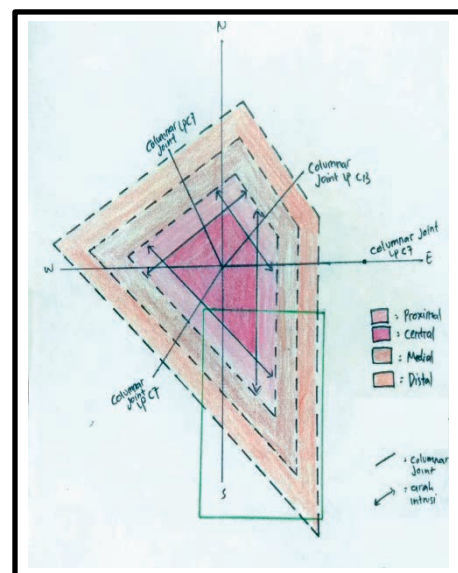 N
Columnar LP C7
Joint
Columnar
Joint LP C13
Columnar Joint
LP C7
W
E
Columnar
Joint
LP C7
S
: Proximal
: Central
: Medial
: Distal
: Columnar
Joint
: arah
intrusi